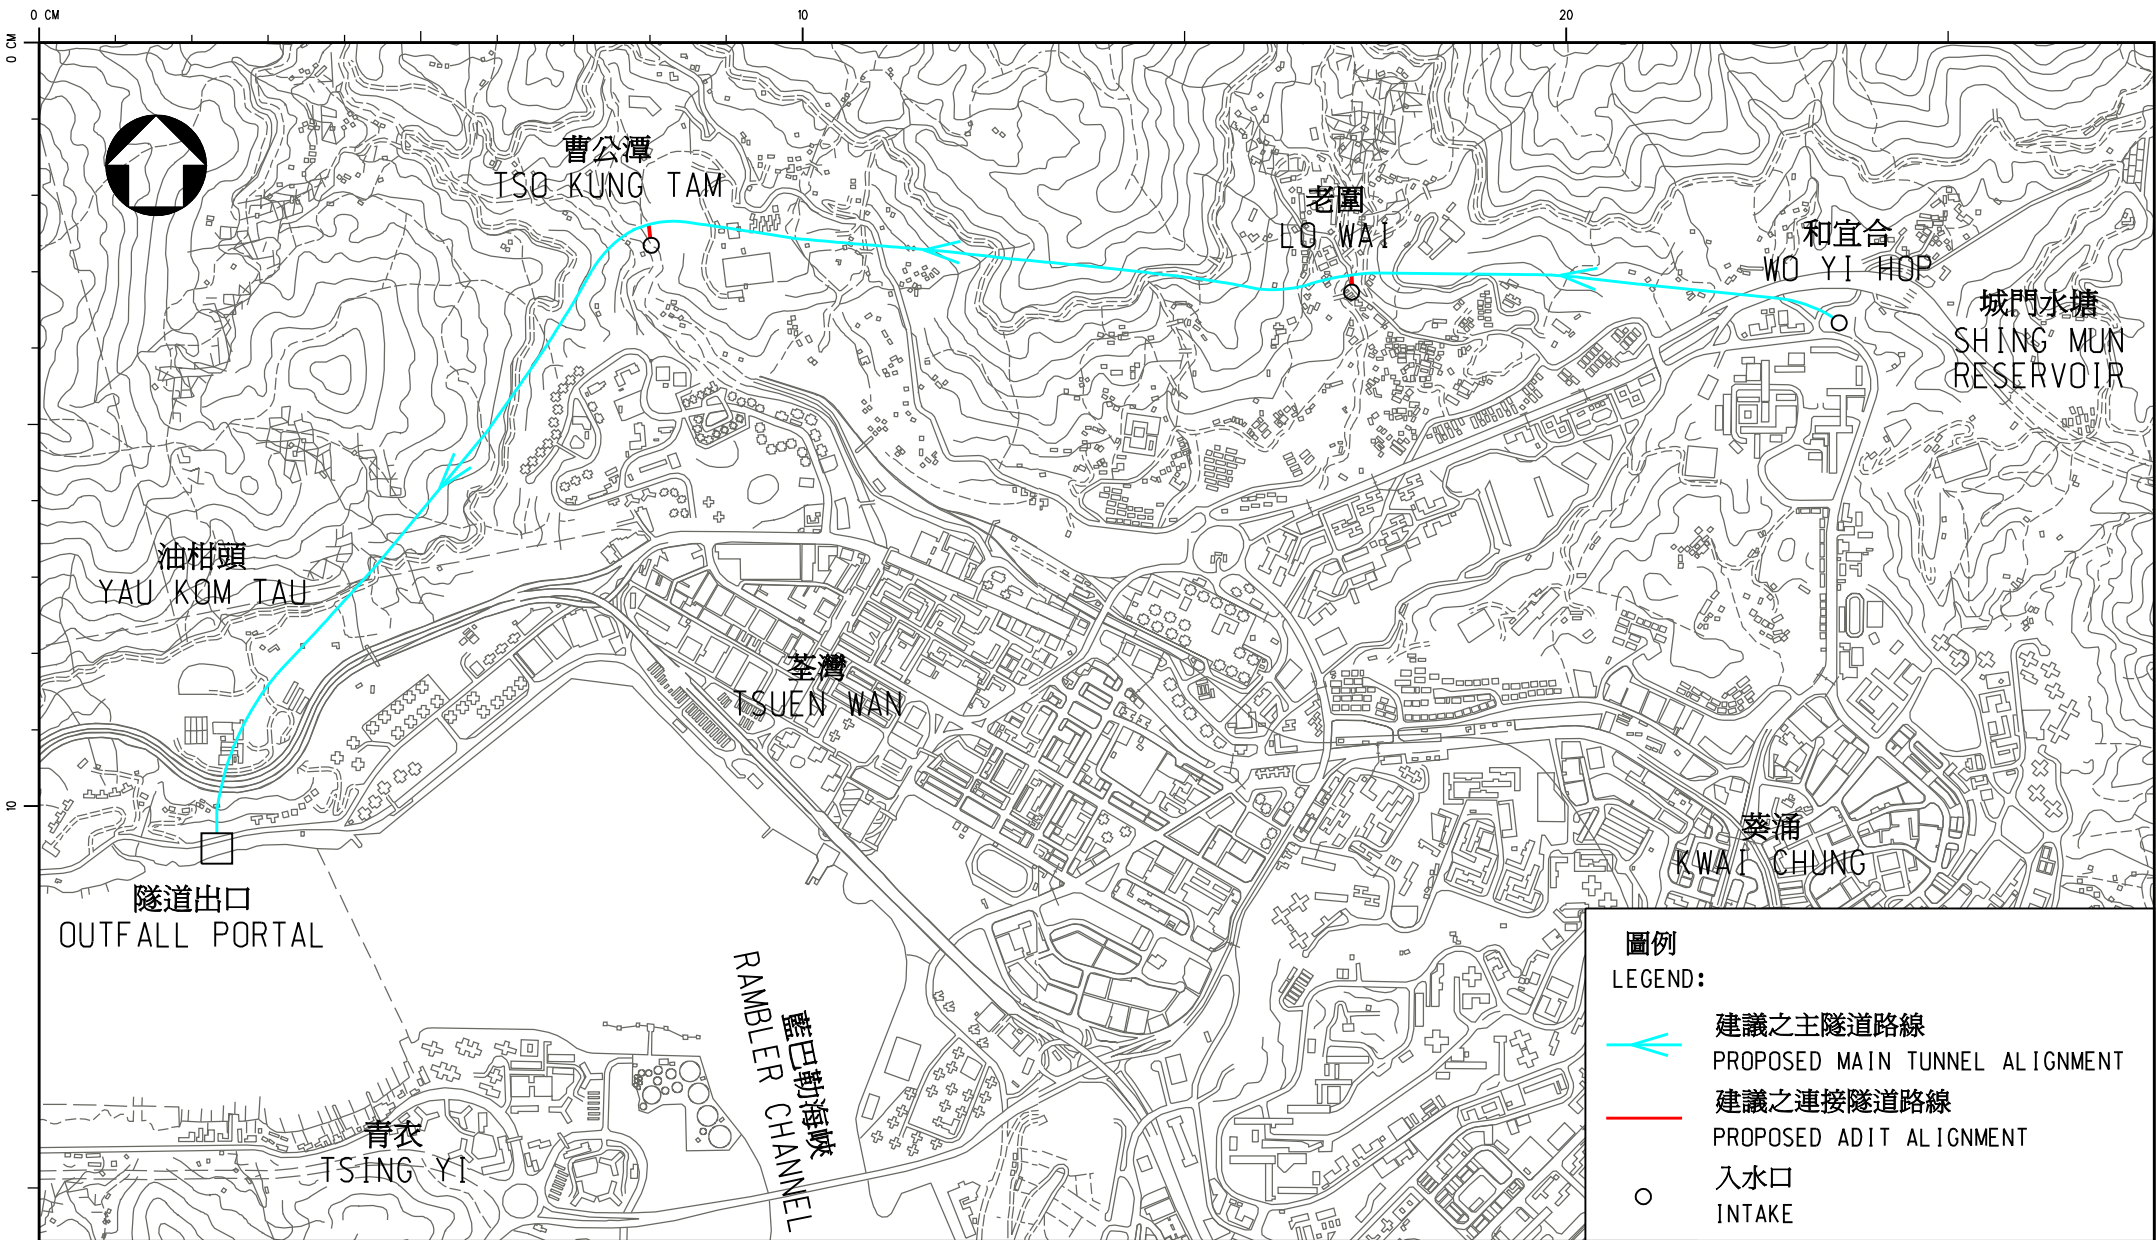 0 CM
10
20
0 CM
10
曹公潭
TSO KUNG TAM
老圍
LO WAI
和宜合
WO YI HOP
城門水塘
SHING MUN
RESERVOIR
油柑頭
YAU KOM TAU
荃灣
TSUEN WAN
葵涌
KWAI CHUNG
隧道出口
OUTFALL PORTAL
藍巴勒海峽
RAMBLER CHANNEL
青衣
TSING YI
圖例
LEGEND:
建議之主隧道路線
PROPOSED MAIN TUNNEL ALIGNMENT
建議之連接隧道路線
PROPOSED ADIT ALIGNMENT
入水口
INTAKE